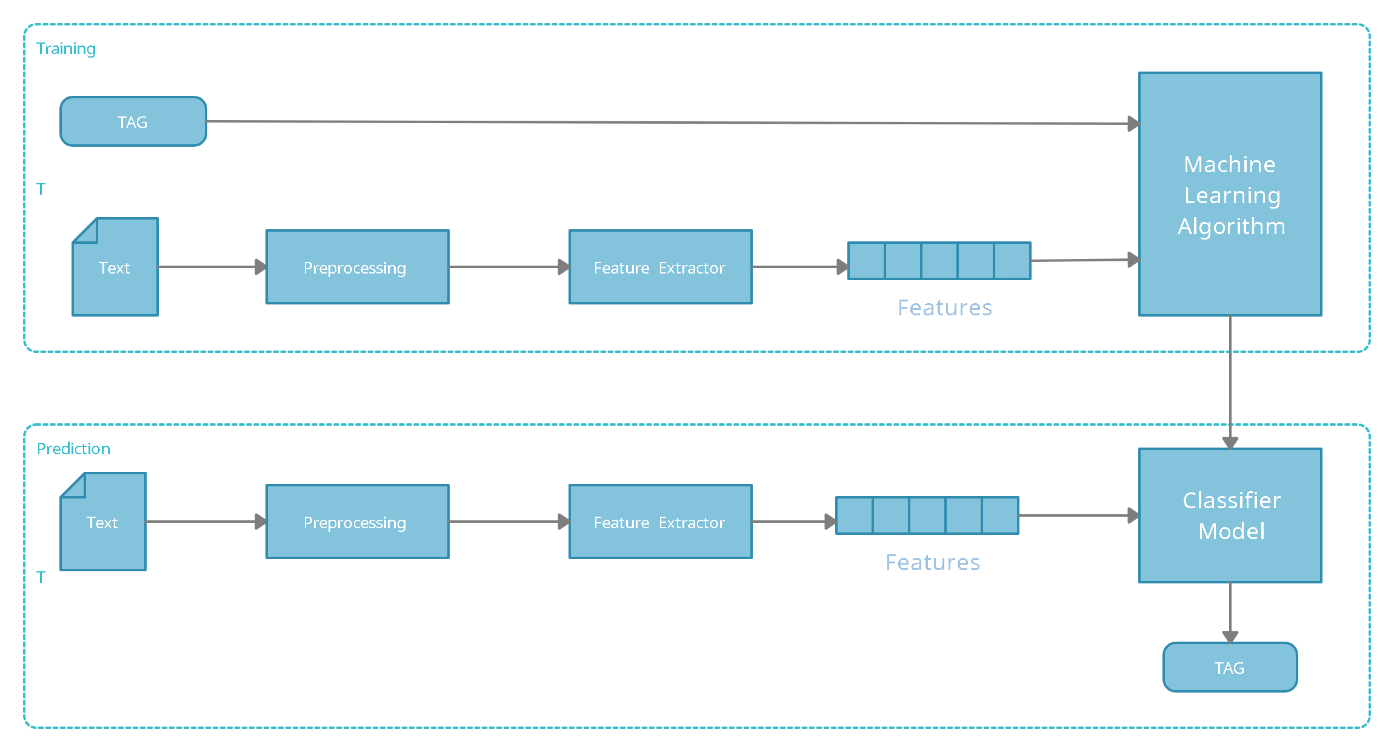 Training
TAG
T
Text
Preprocessing
Feature Extractor
Features
Machine
Learning
Algorithm
Prediction
Text
Preprocessing
Feature Extractor
Features
Classifier
Model
T
TAG